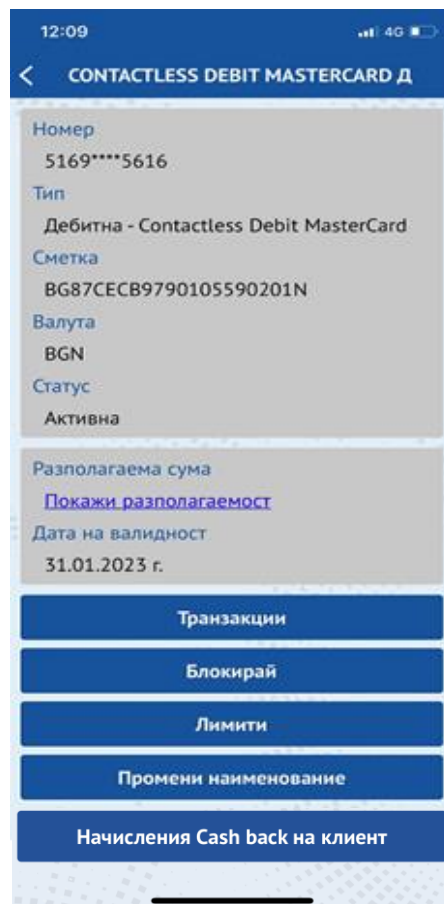 12:09
4G
CONTACTLESS DEBIT MASTERCARD Д
Номер
5169****5616
Тип
Дебитна - Contactless Debit MasterCard
Сметка
BG87CECB9790105590201N
Валута
BGN
Статус
Активна
Разполагаема сума
Покажи разполагаемост
Дата на валидност
31.01.2023 г.
Транзакции
Блокирай
Лимити
Промени наименование
Начисления Cash back на клиент